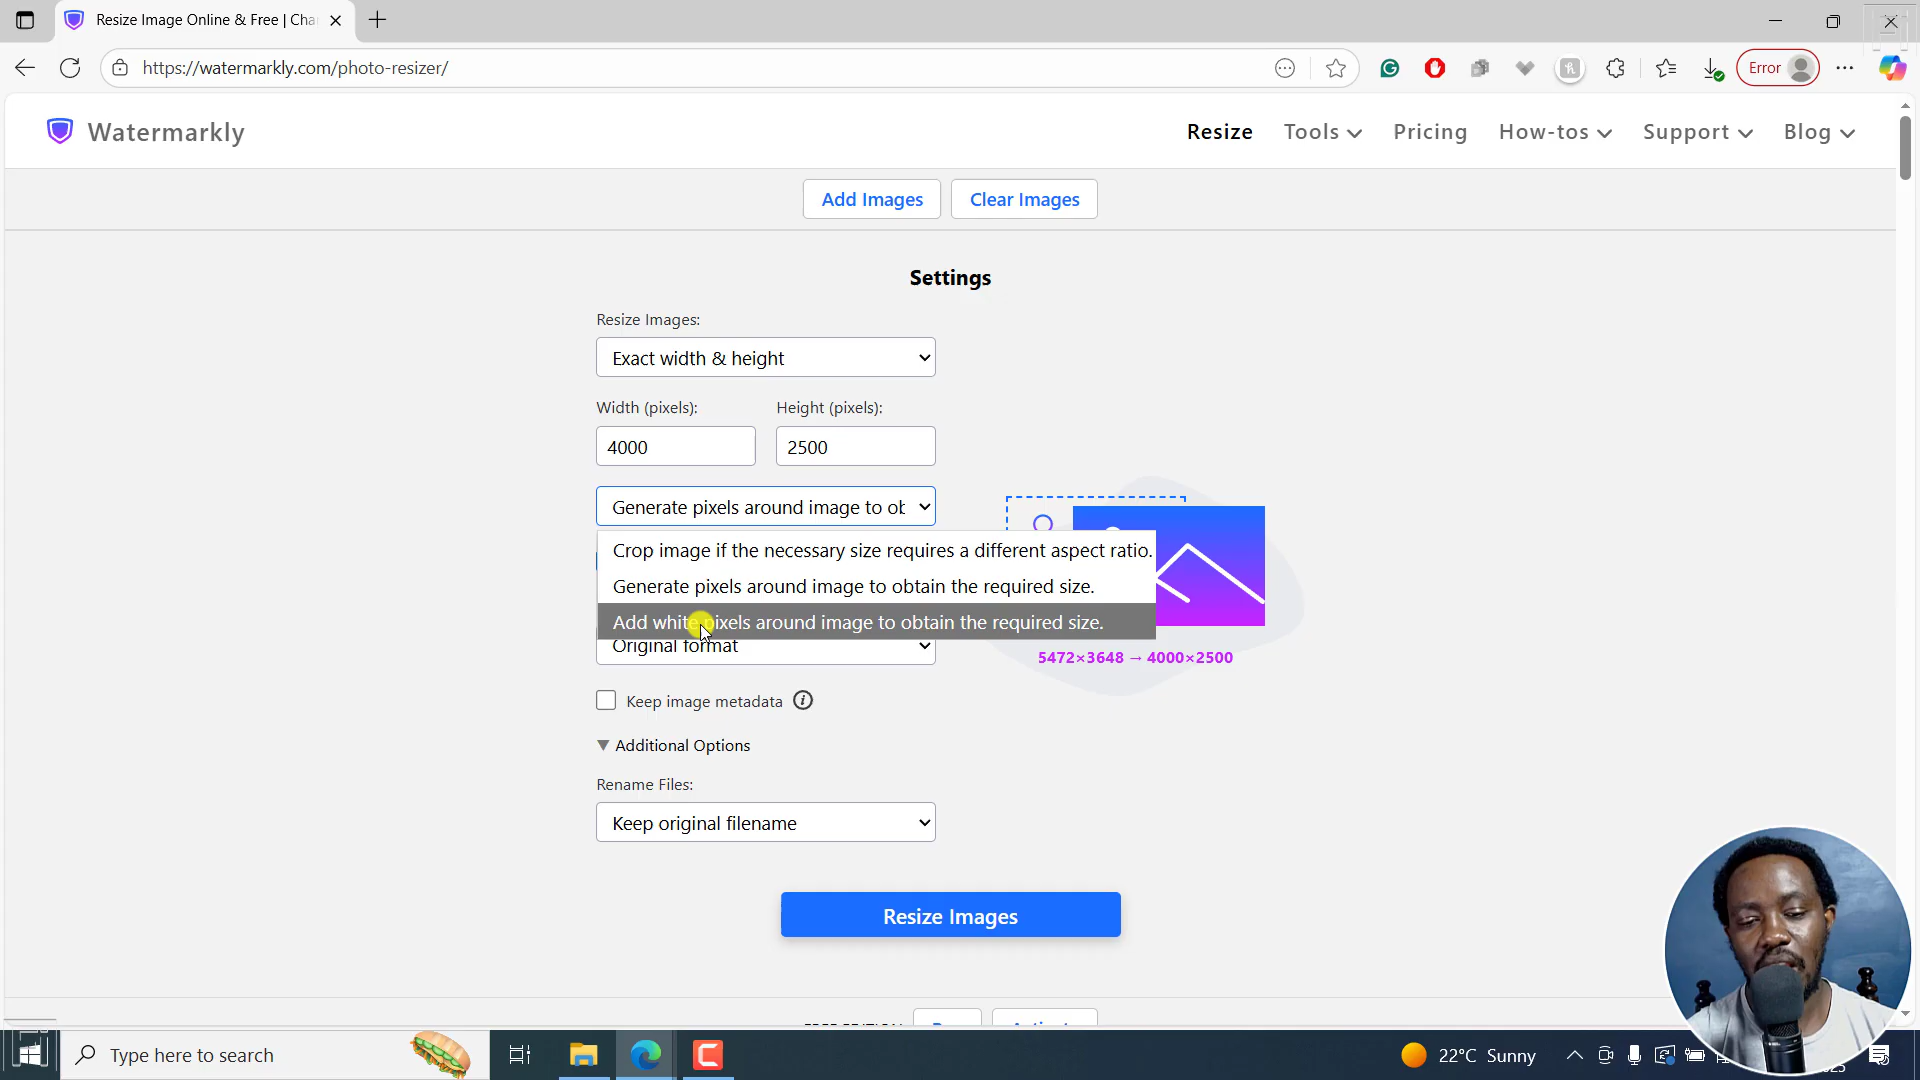 Resize Image Online & Free | Cha
https://watermarkly.com/photo-resizer/
Error
Watermarkly
Resize
Tools
Pricing
How-tos
Support
Blog
Add Images
Clear Images
Settings
Resize Images:
Exact width & height
Width (pixels):
Height (pixels):
4000
2500
Generate pixels around image to ob
Crop image if the necessary size requires a different aspect ratio.
Generate pixels around image to obtain the required size.
Add white pixels around image to obtain the required size.
Original format
5472×3648 → 4000×2500
Keep image metadata
Additional Options
Rename Files:
Keep original filename
Resize Images
Type here to search
22°C Sunny